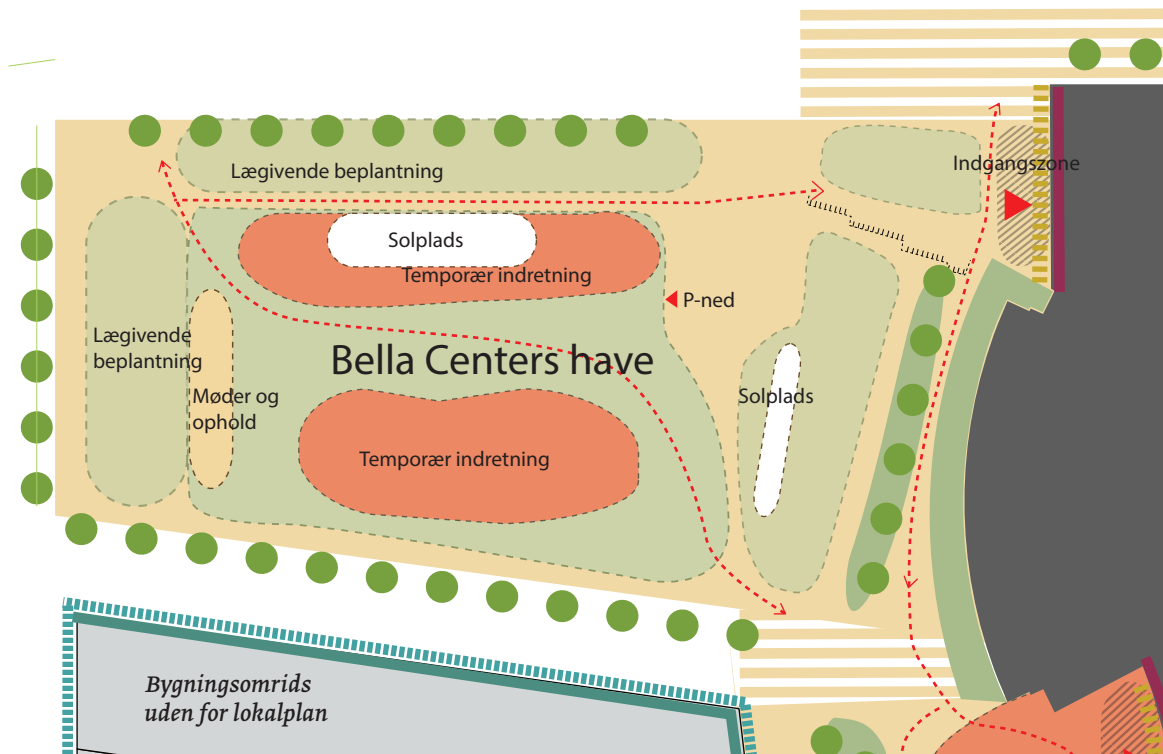 Lægivende beplantning
Indgangszone
Solplads
Temporær indretning
P-ned
Lægivende
beplantning
Bella Centers have
Møder og
ophold
Solplads
Temporær indretning
Bygningsomrids
uden for lokalplan